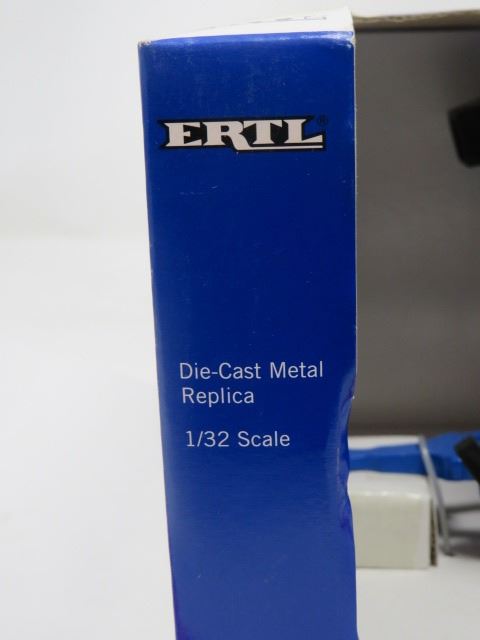 ERTL®
Die-Cast Metal
Replica
1/32 Scale